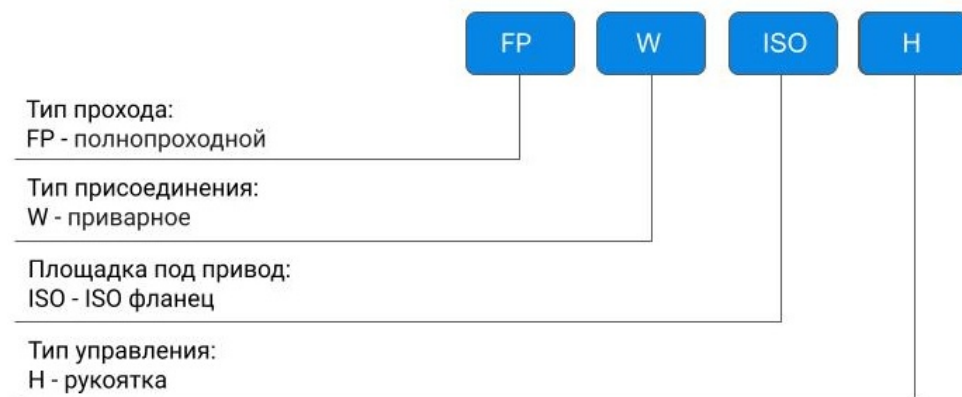 FP W ISO H
Тип прохода:
FP - полнопроходной
Тип присоединения:
W - приварное
Площадка под привод:
ISO - ISO фланец
Тип управления:
H - рукоятка